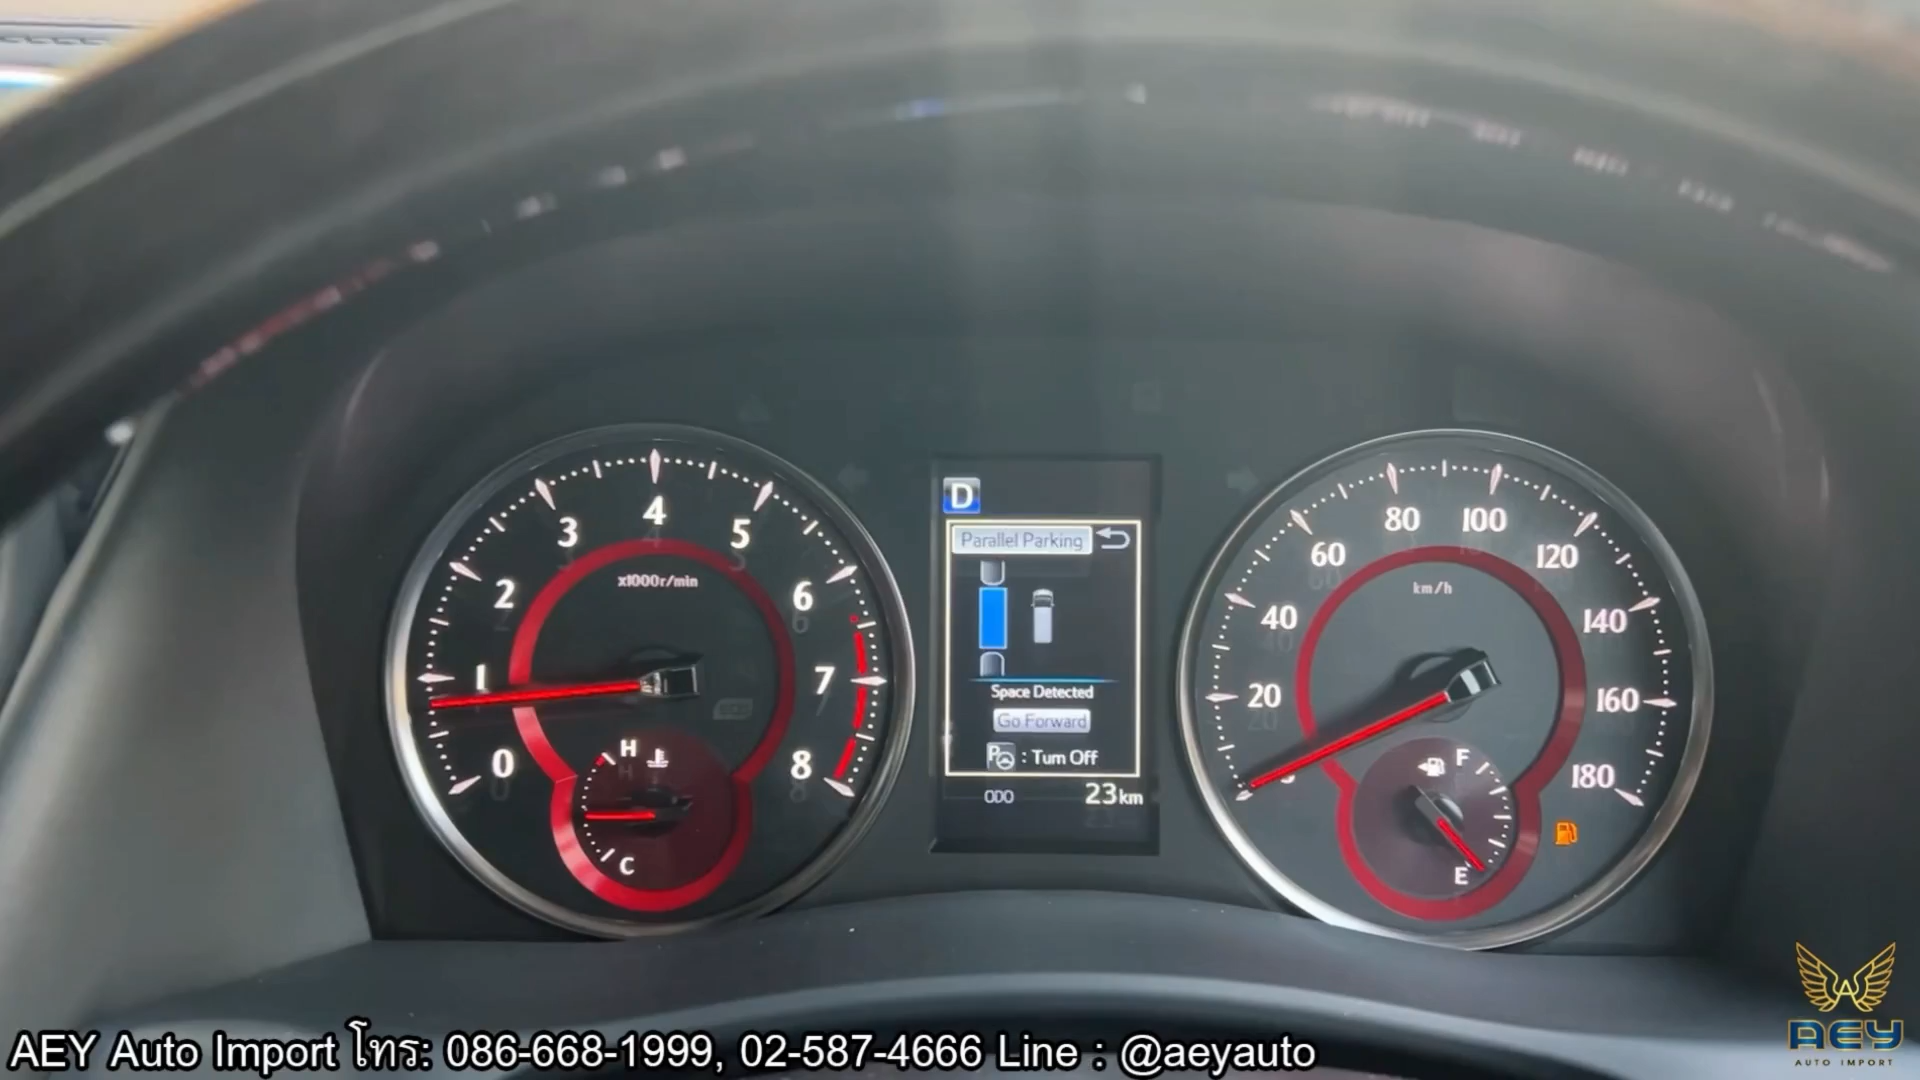 4
3
5
2
6
1
7
0
8
x1000r/min
H
C
D
Parallel Parking
Space Detected
Go Forward
P : Turn Off
ODO 23km
80
100
60
120
40
140
20
160
180
km/h
F
E
AEY Auto Import โทร: 086-668-1999, 02-587-4666 Line : @aeyauto
AEY
AUTO IMPORT